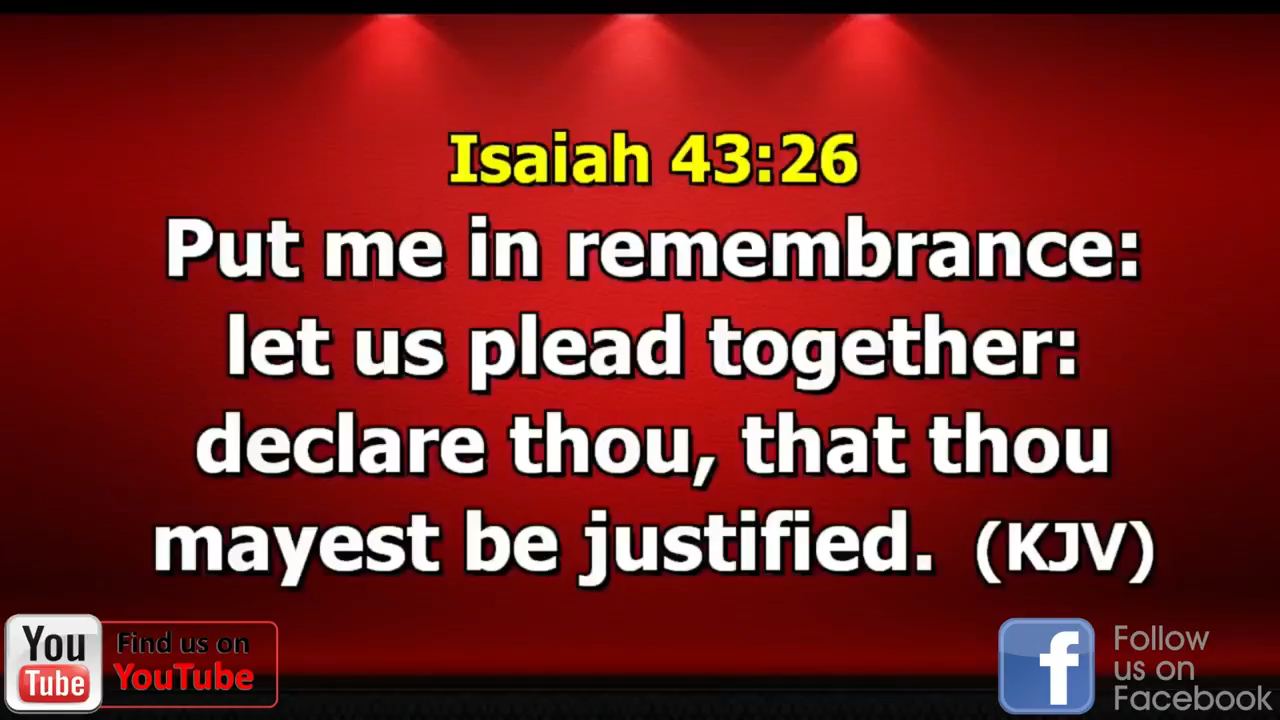 Isaiah 43:26
Put me in remembrance:
let us plead together:
declare thou, that thou
mayest be justified. (KJV)
You
Tube
Find us on
YouTube
f
Follow
us on
Facebook